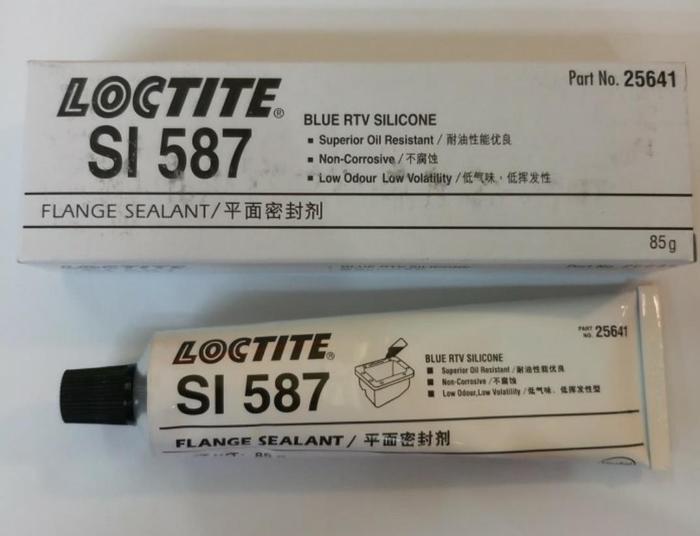 Part No. 25641
LOCTITE®
SI 587
BLUE RTV SILICONE
▪ Superior Oil Resistant / 耐油性能优良
▪ Non-Corrosive / 不腐蚀
▪ Low Odour Low Volatility / 低气味，低挥发性
FLANGE SEALANT / 平面密封剂
85g
BLUE RTV SILICONE
PART NO. 25641
LOCTITE®
SI 587
BLUE RTV SILICONE
▪ Superior Oil Resistant / 耐油性能优良
▪ Non-Corrosive / 不腐蚀
▪ Low Odour,Low Volatility / 低气味、低挥发性型
FLANGE SEALANT / 平面密封剂